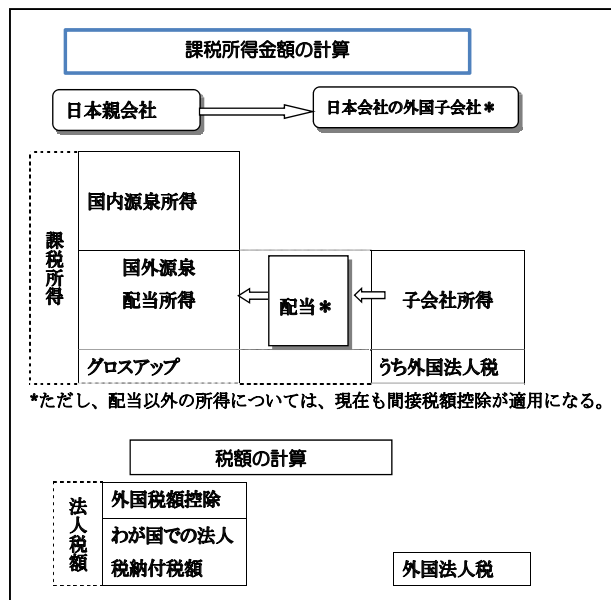 課税所得金額の計算
日本親会社
日本会社の外国子会社*
課税所得
国内源泉所得
国外源泉
配当所得
配当*
子会社所得
グロスアップ
うち外国法人税
*ただし、配当以外の所得については、現在も間接税額控除が適用になる。
税額の計算
法人税額
外国税額控除
わが国での法人
税納付税額
外国法人税